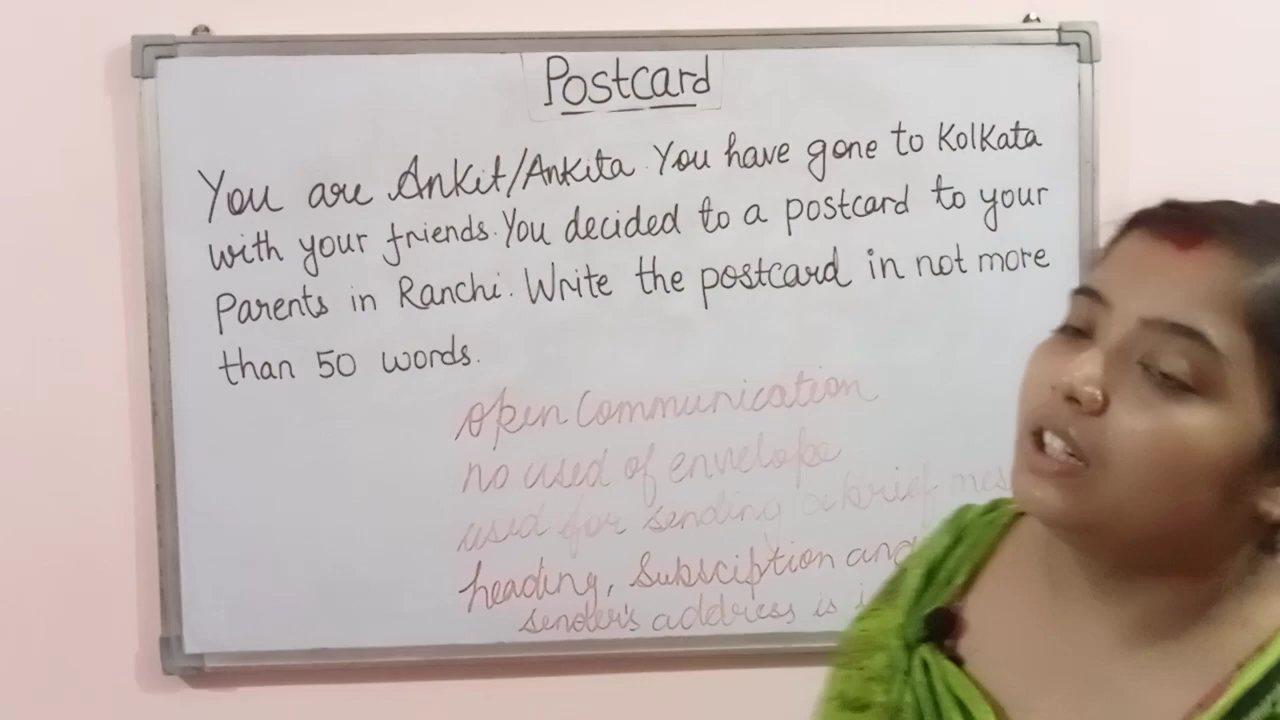 Postcard
You are Ankit/Ankita. You have gone to Kolkata
with your friends. You decided to a postcard to your
Parents in Ranchi. Write the postcard in not more
than 50 words.
open Communication
no used of envelope
used for sending a brief
heading, Subsciption and
sender's address is